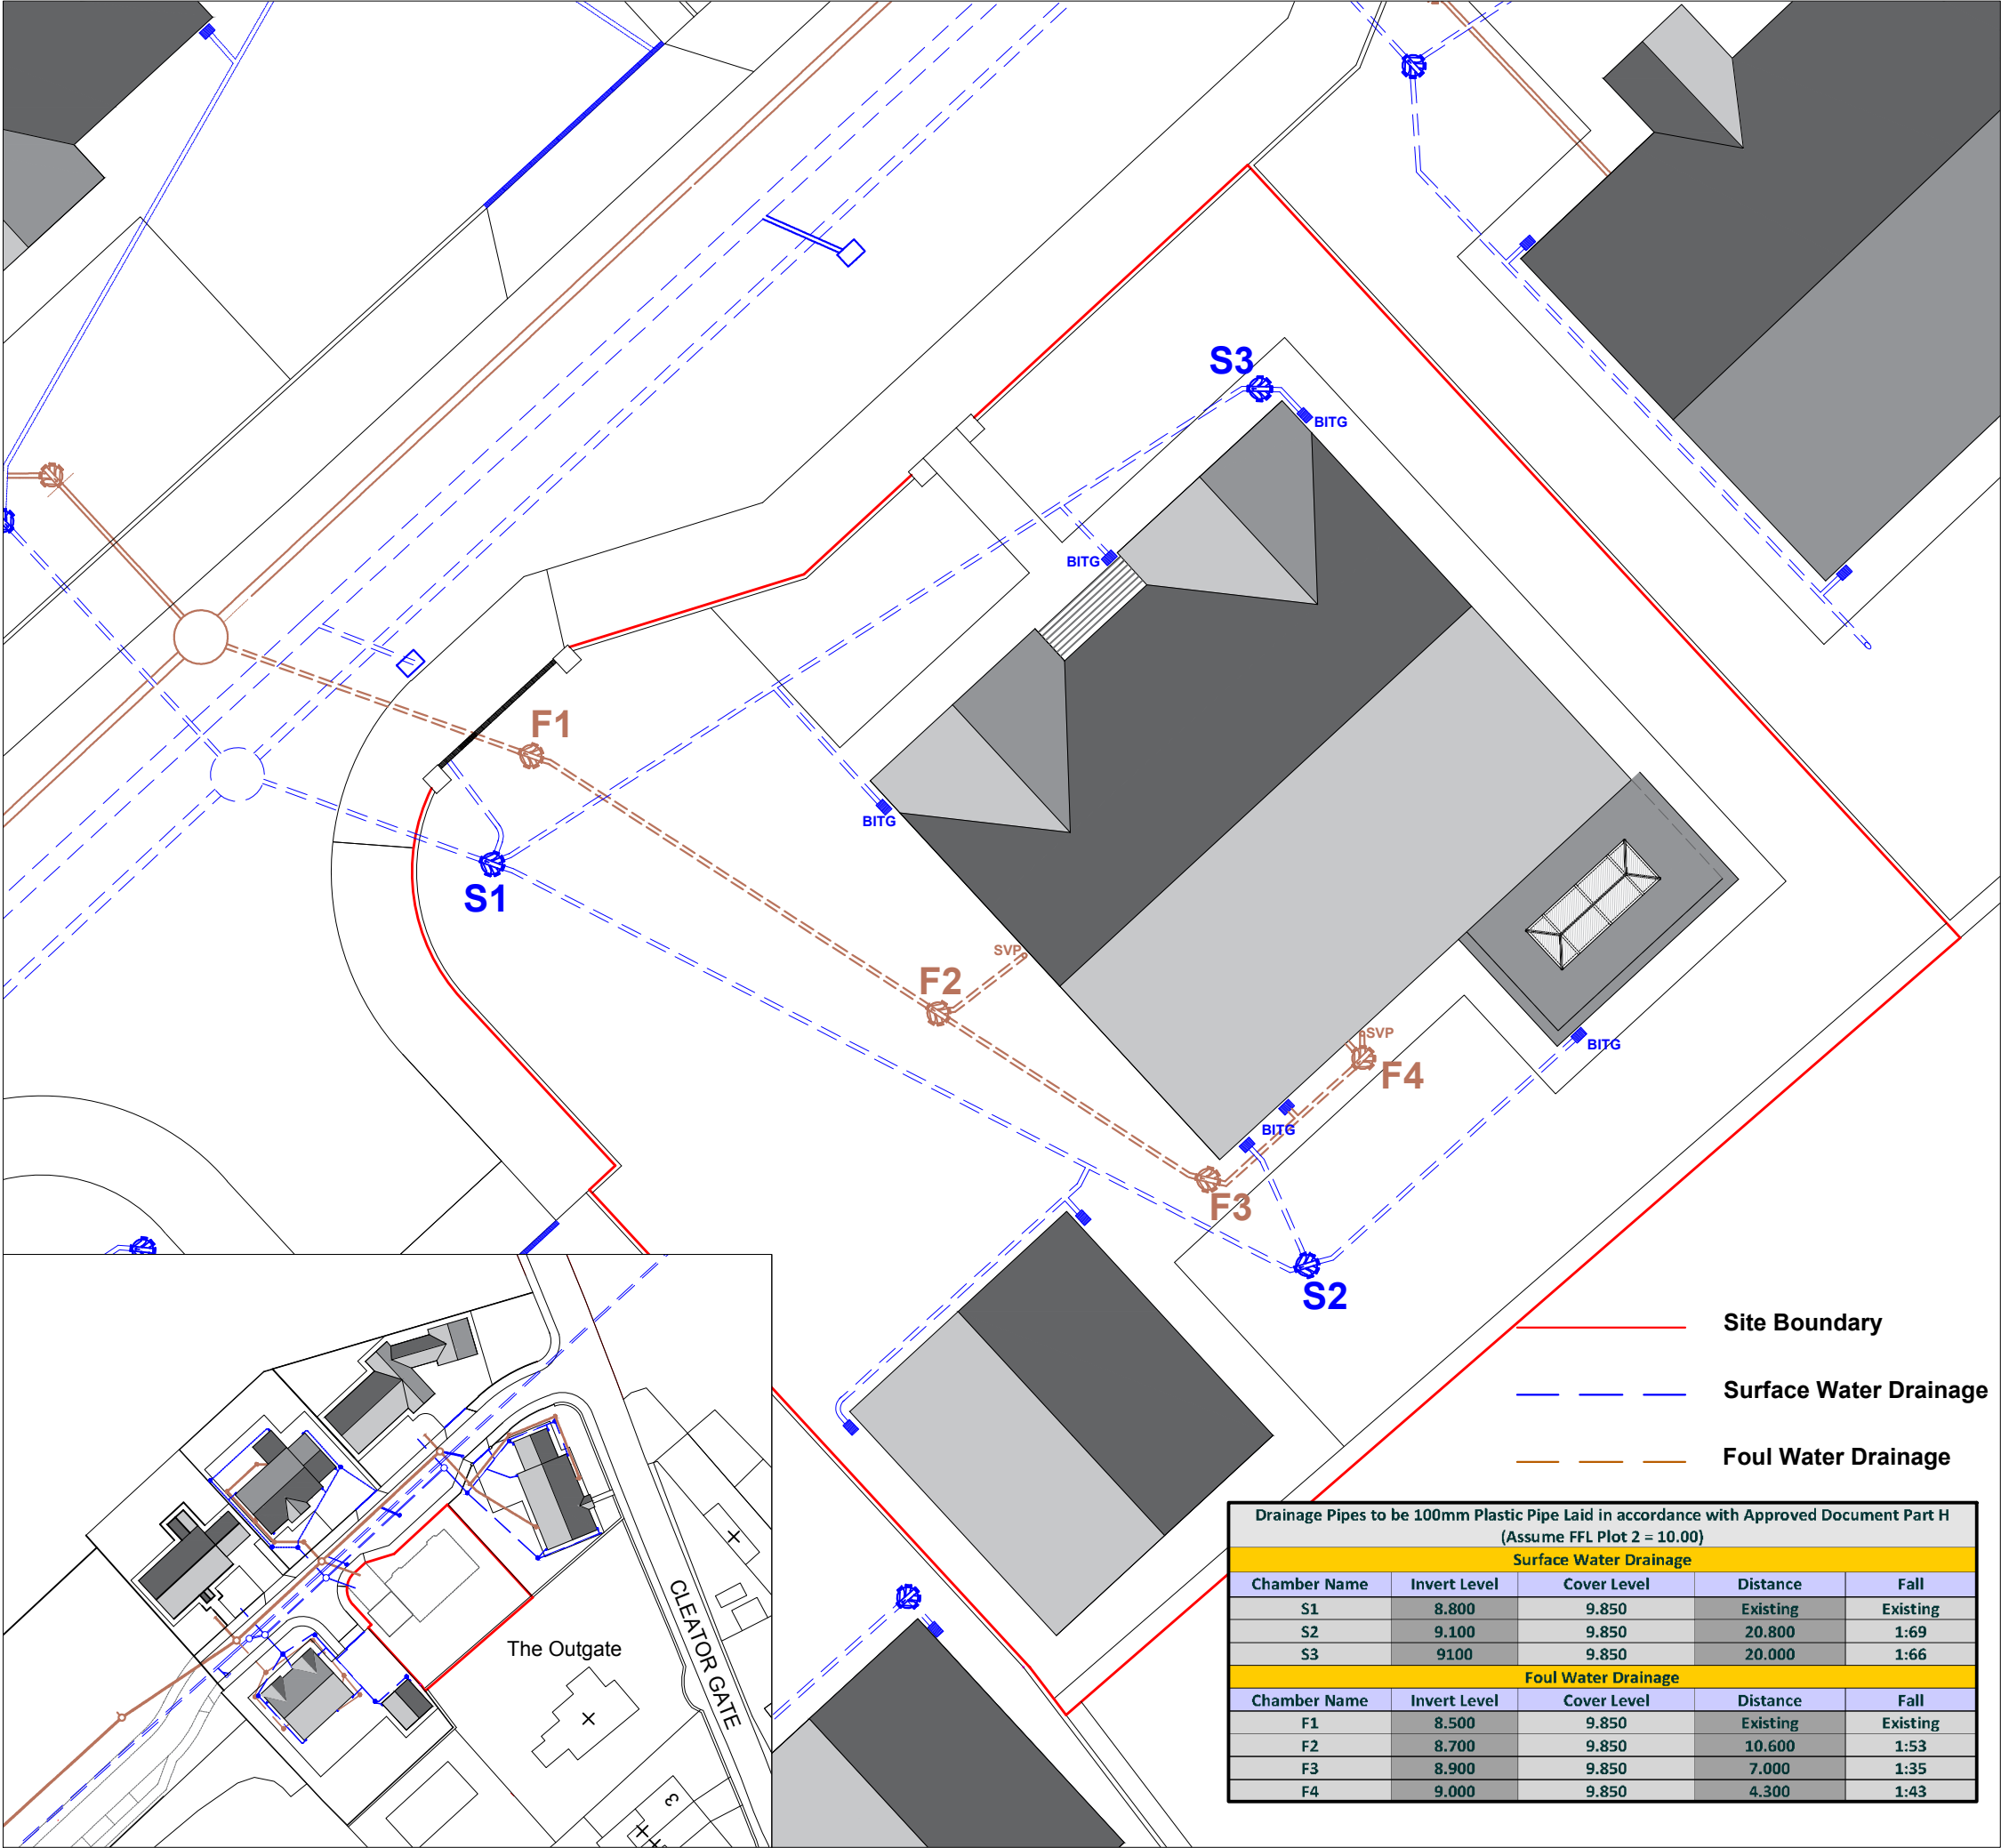 S3
BITG
BITG
F1
BITG
S1
SVP
F2
SVP
F4
BITG
BITG
F3
S2
Site Boundary
Surface Water Drainage
Foul Water Drainage
The Outgate
CLEATOR GATE
3
Drainage Pipes to be 100mm Plastic Pipe Laid in accordance with Approved Document Part H
(Assume FFL Plot 2 = 10.00)
Surface Water Drainage
Chamber Name Invert Level Cover Level Distance Fall
S1 8.800 9.850 Existing Existing
S2 9.100 9.850 20.800 1:69
S3 9100 9.850 20.000 1:66
Foul Water Drainage
Chamber Name Invert Level Cover Level Distance Fall
F1 8.500 9.850 Existing Existing
F2 8.700 9.850 10.600 1:53
F3 8.900 9.850 7.000 1:35
F4 9.000 9.850 4.300 1:43